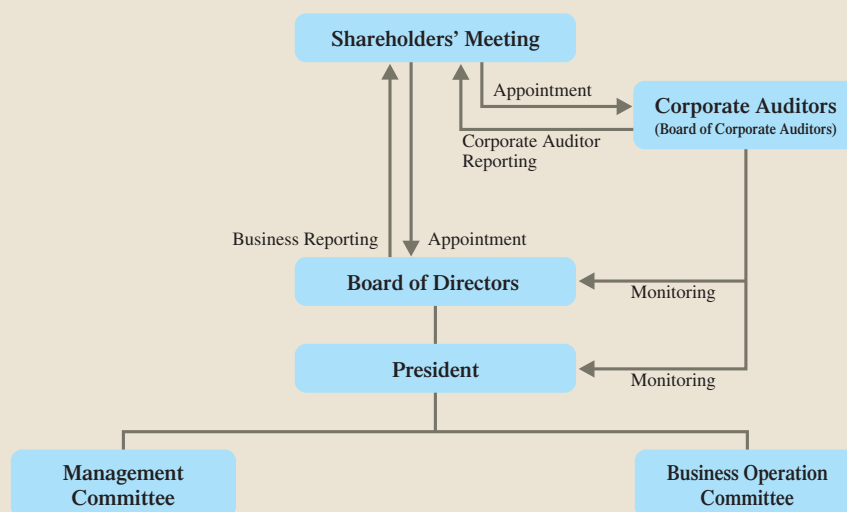 Shareholders’ Meeting
Appointment
Corporate Auditors
(Board of Corporate Auditors)
Corporate Auditor
Reporting
Business Reporting
Appointment
Board of Directors
Monitoring
President
Monitoring
Management
Committee
Business Operation
Committee